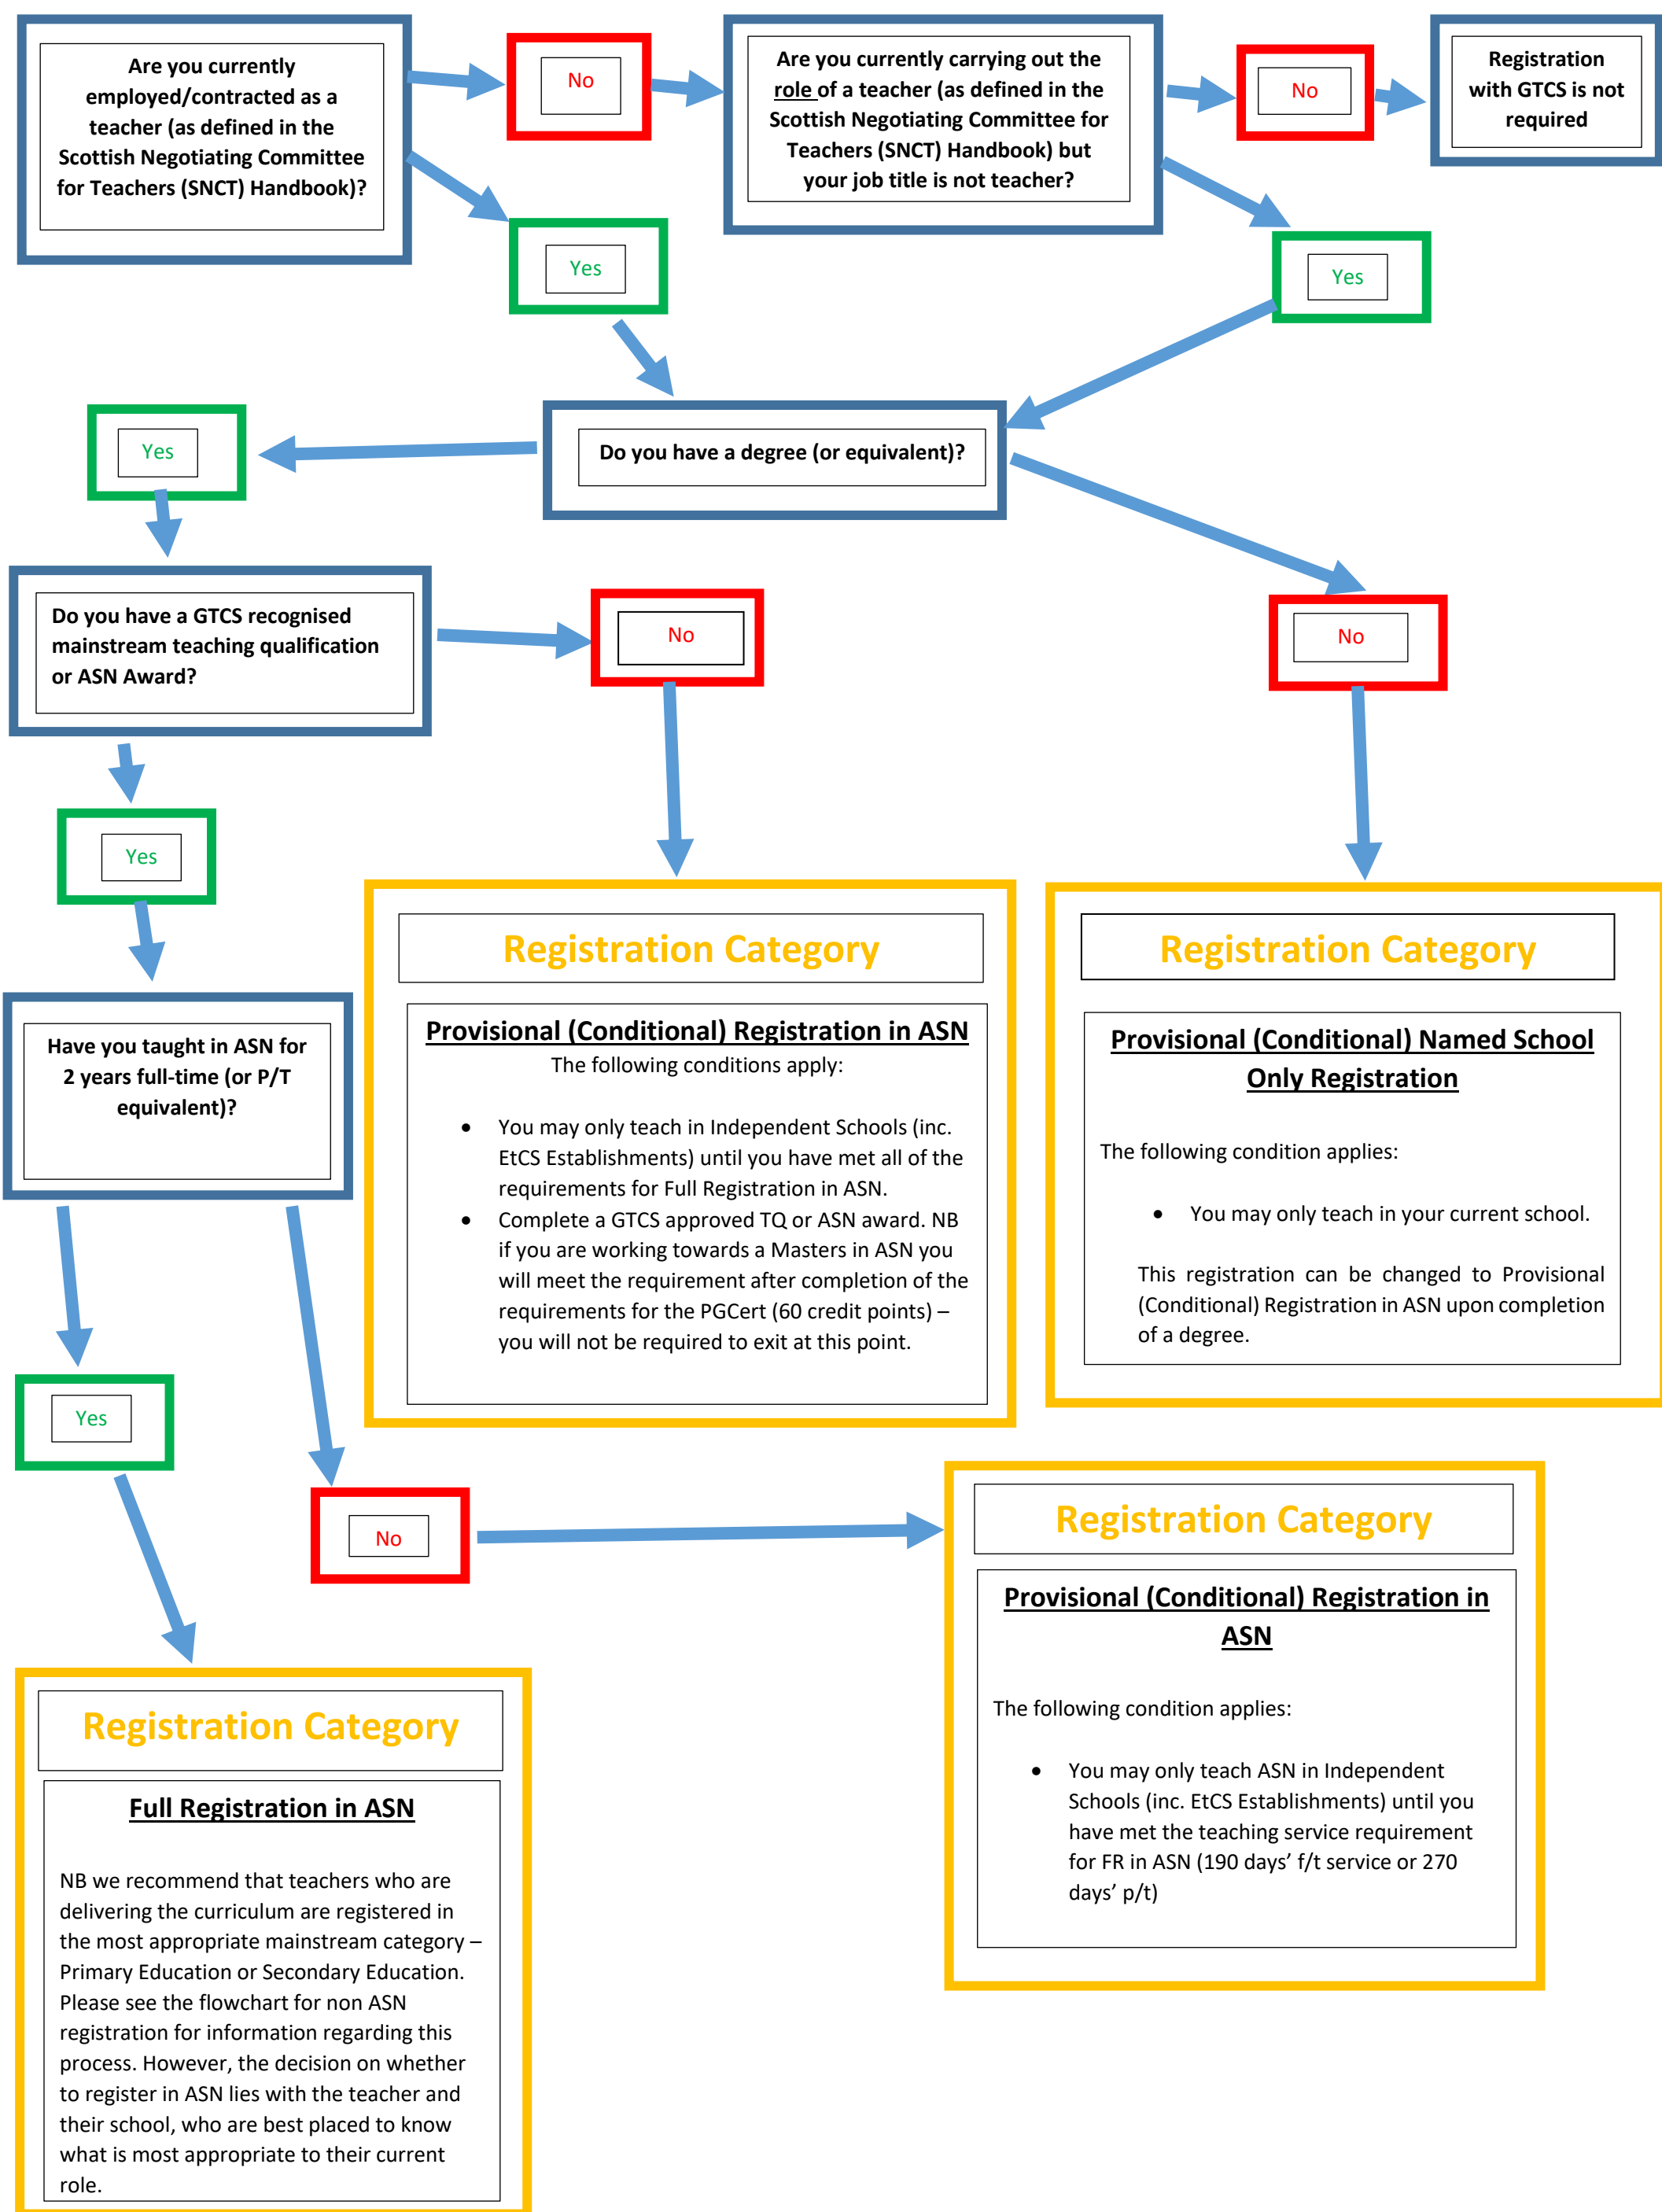 Are you currently
employed/contracted as a
teacher (as defined in the
Scottish Negotiating Committee
for Teachers (SNCT) Handbook)?
No
Are you currently carrying out the
role of a teacher (as defined in the
Scottish Negotiating Committee for
Teachers (SNCT) Handbook) but
your job title is not teacher?
No
Registration
with GTCS is not
required
Yes
Yes
Do you have a degree (or equivalent)?
Yes
Do you have a GTCS recognised
mainstream teaching qualification
or ASN Award?
No
No
Yes
Have you taught in ASN for
2 years full-time (or P/T
equivalent)?
Registration Category
Provisional (Conditional) Registration in ASN
The following conditions apply:
• You may only teach in Independent Schools (inc.
EtCS Establishments) until you have met all of the
requirements for Full Registration in ASN.
• Complete a GTCS approved TQ or ASN award. NB
if you are working towards a Masters in ASN you
will meet the requirement after completion of the
requirements for the PGCert (60 credit points) –
you will not be required to exit at this point.
Registration Category
Provisional (Conditional) Named School
Only Registration
The following condition applies:
• You may only teach in your current school.
This registration can be changed to Provisional
(Conditional) Registration in ASN upon completion
of a degree.
Yes
No
Registration Category
Provisional (Conditional) Registration in
ASN
The following condition applies:
• You may only teach ASN in Independent
Schools (inc. EtCS Establishments) until you
have met the teaching service requirement
for FR in ASN (190 days’ f/t service or 270
days’ p/t)
Registration Category
Full Registration in ASN
NB we recommend that teachers who are
delivering the curriculum are registered in
the most appropriate mainstream category –
Primary Education or Secondary Education.
Please see the flowchart for non ASN
registration for information regarding this
process. However, the decision on whether
to register in ASN lies with the teacher and
their school, who are best placed to know
what is most appropriate to their current
role.